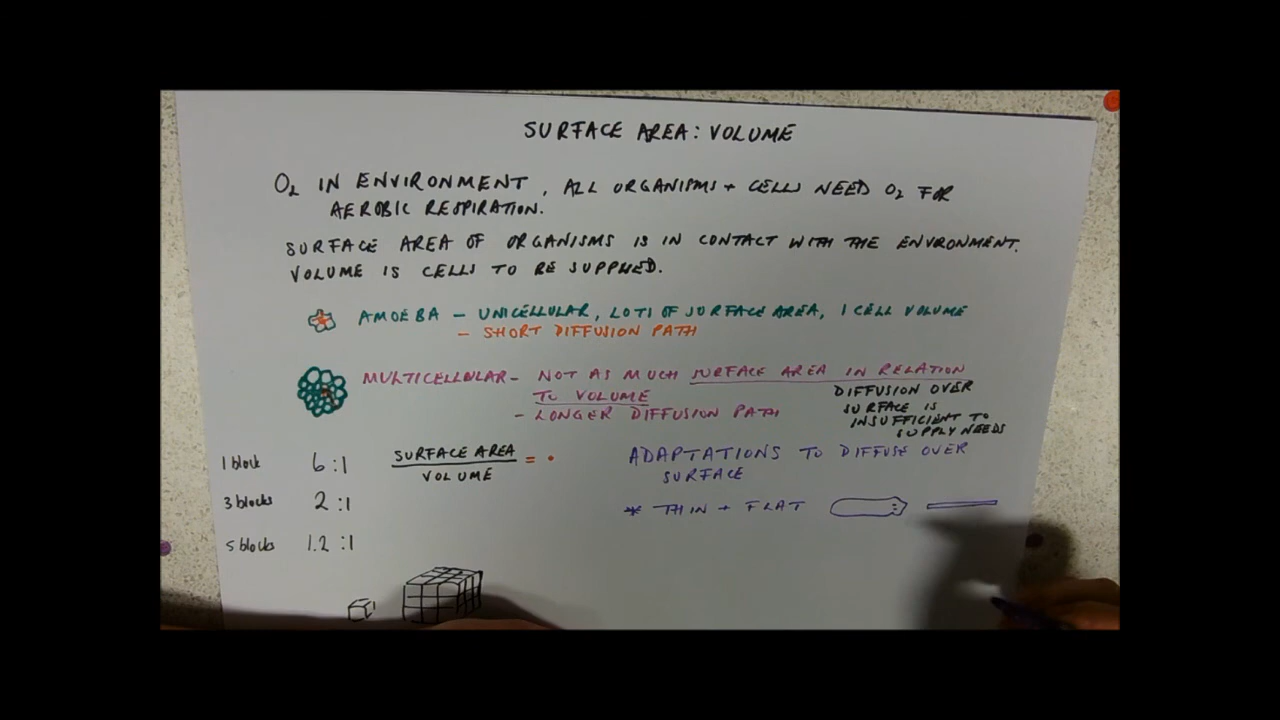 SURFACE AREA: VOLUME
O2 IN ENVIRONMENT, ALL ORGANISMS + CELLS NEED O2 FOR
AEROBIC RESPIRATION.
SURFACE AREA OF ORGANISMS IS IN CONTACT WITH THE ENVIRONMENT.
VOLUME IS CELLS TO BE SUPPLIED.
AMOEBA – UNICELLULAR, LOTS OF SURFACE AREA, 1 CELL VOLUME
– SHORT DIFFUSION PATH
MULTICELLULAR – NOT AS MUCH SURFACE AREA IN RELATION
TO VOLUME
– LONGER DIFFUSION PATH
DIFFUSION OVER
SURFACE IS
INSUFFICIENT TO
SUPPLY NEEDS
1 block 6:1
3 blocks 2:1
5 blocks 1.2:1
SURFACE AREA
VOLUME
= •
ADAPTATIONS TO DIFFUSE OVER
SURFACE
* THIN + FLAT